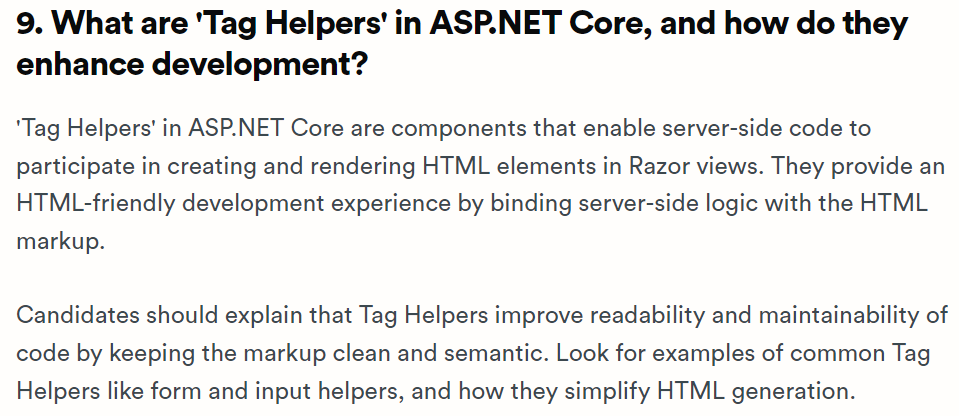 9. What are 'Tag Helpers' in ASP.NET Core, and how do they
enhance development?
'Tag Helpers' in ASP.NET Core are components that enable server-side code to
participate in creating and rendering HTML elements in Razor views. They provide an
HTML-friendly development experience by binding server-side logic with the HTML
markup.
Candidates should explain that Tag Helpers improve readability and maintainability of
code by keeping the markup clean and semantic. Look for examples of common Tag
Helpers like form and input helpers, and how they simplify HTML generation.